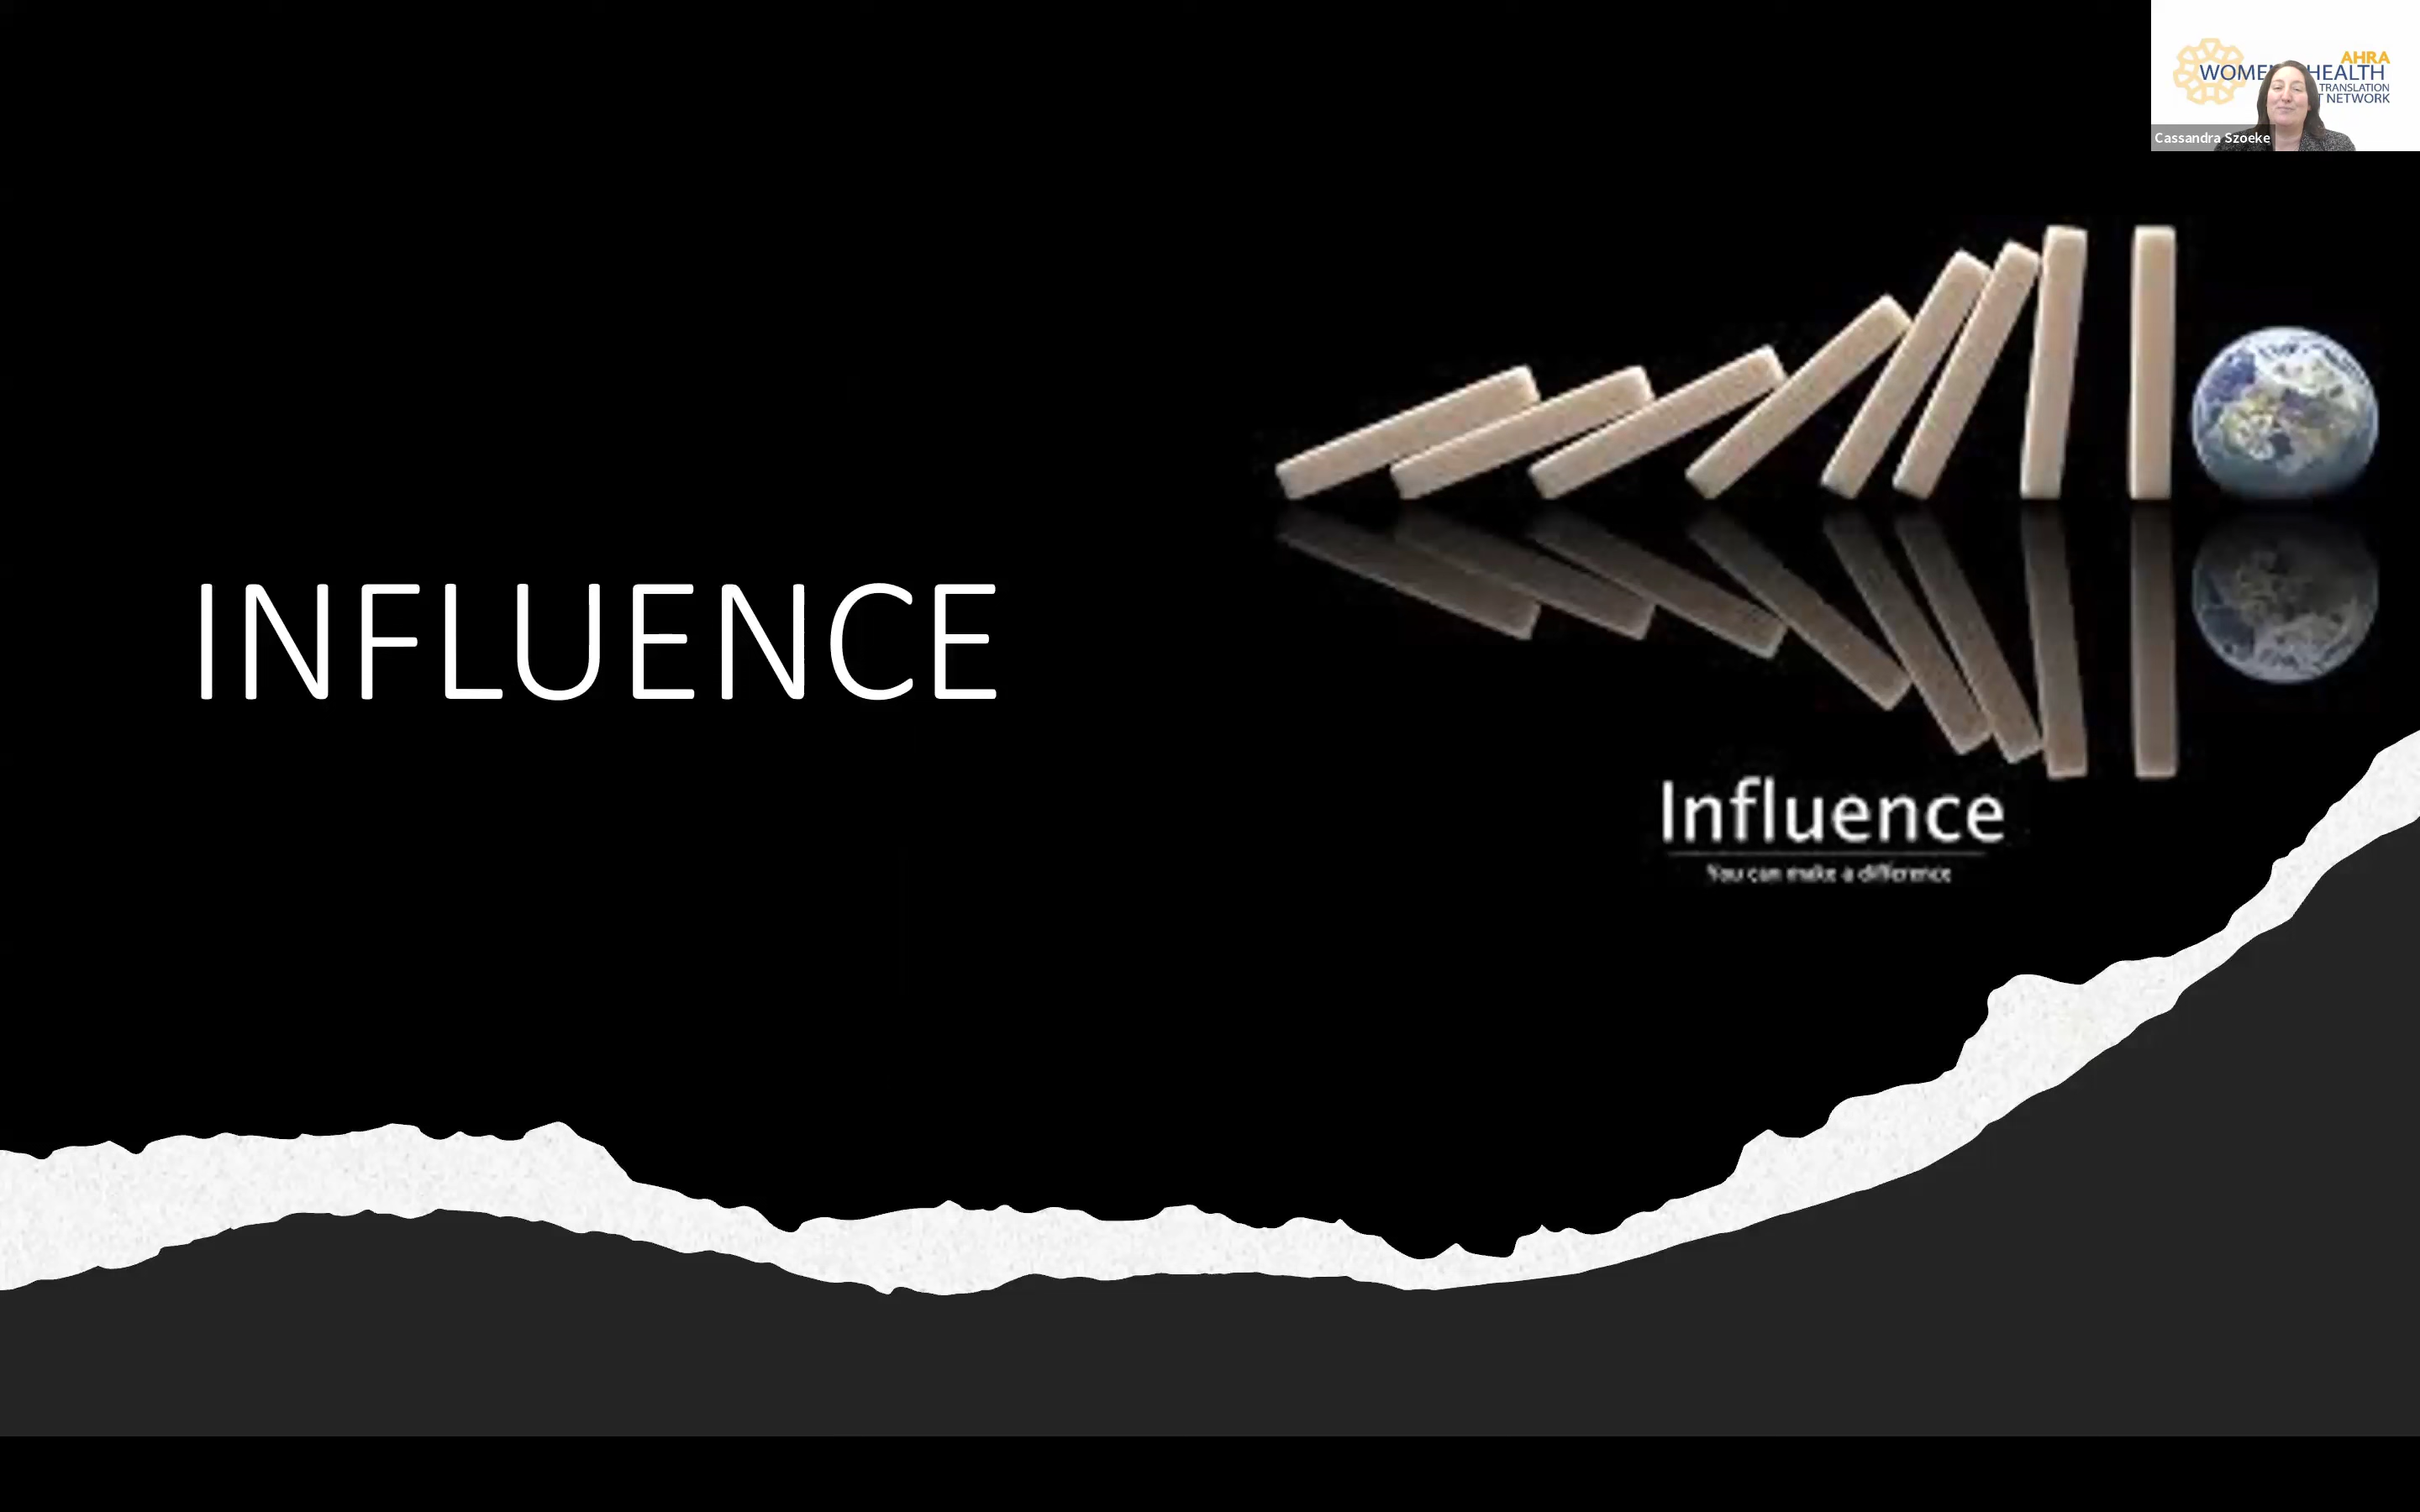 AHRA
WOMEN HEALTH
TRANSLATION
NETWORK
Cassandra Szoeke
INFLUENCE
Influence
You can make a difference